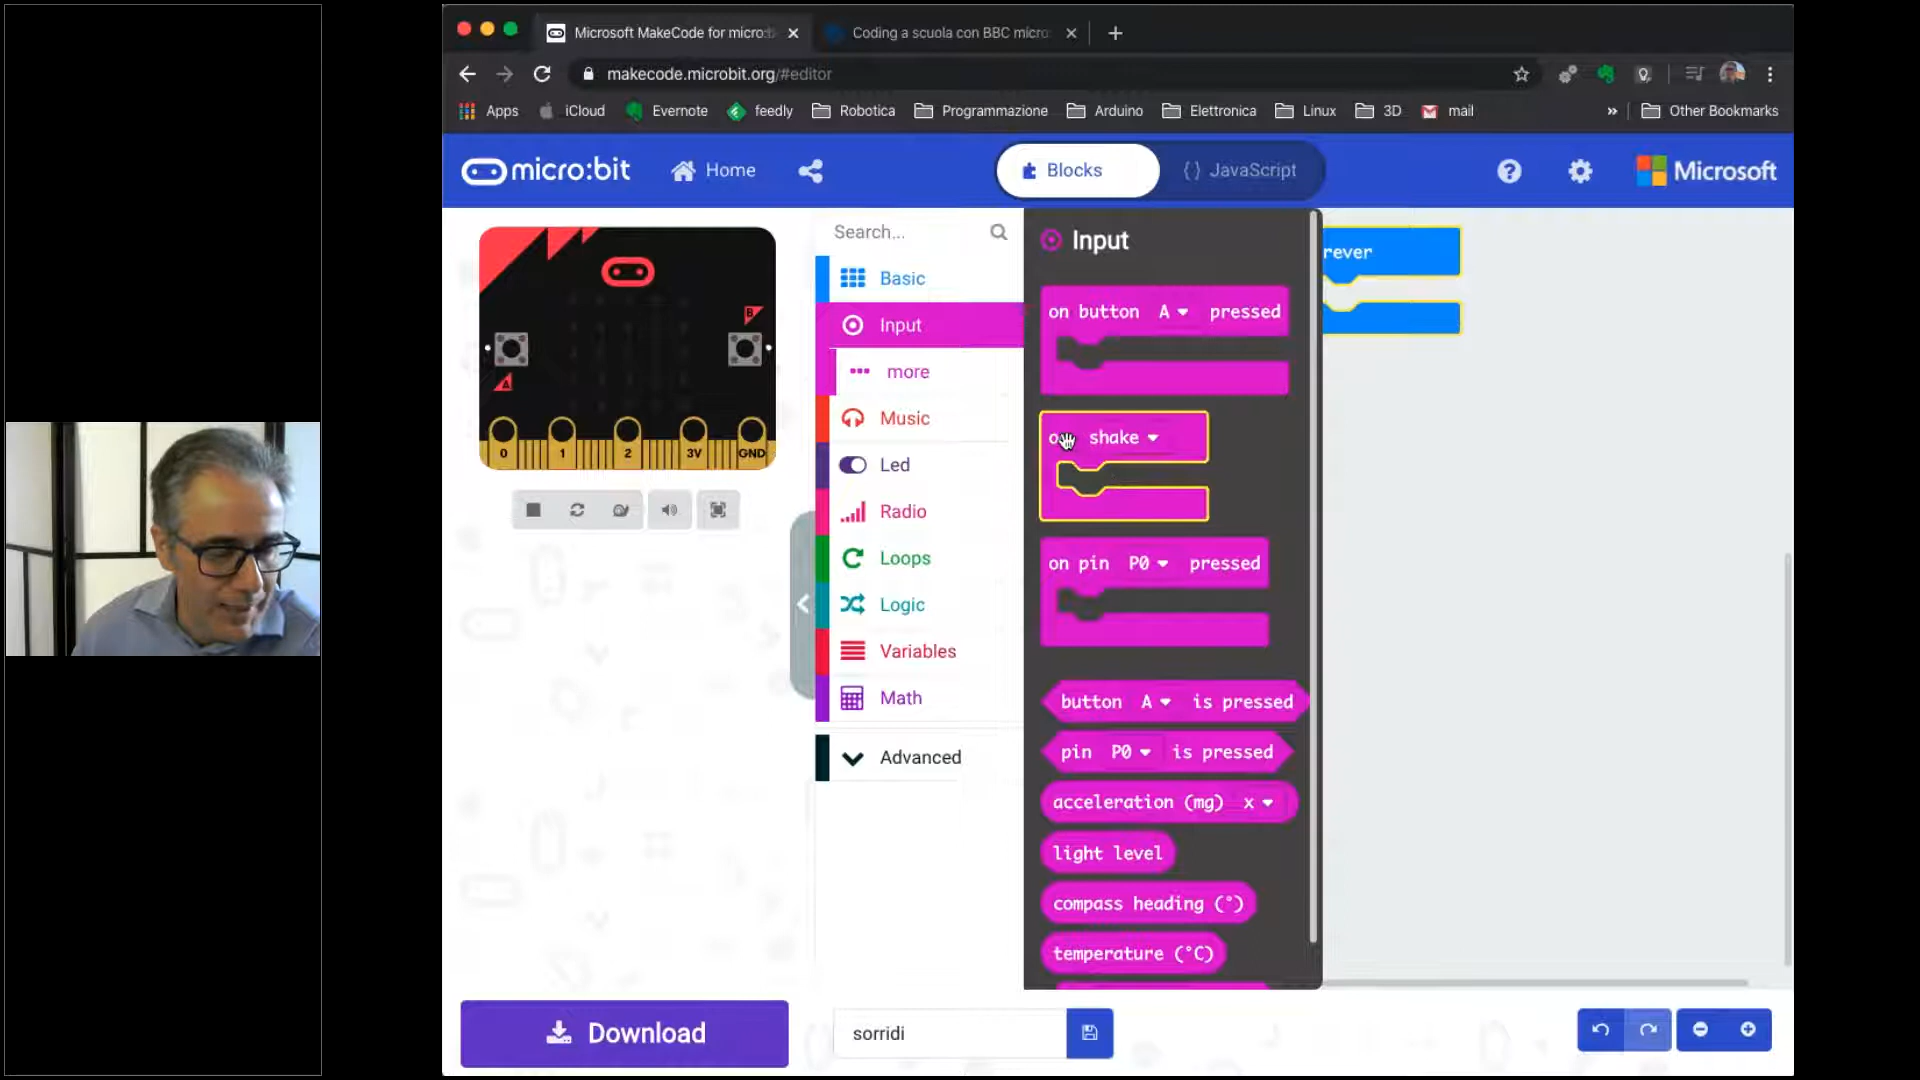 Microsoft MakeCode for micro:b
Coding a scuola con BBC micro
makecode.microbit.org/#editor
Apps
iCloud
Evernote
feedly
Robotica
Programmazione
Arduino
Elettronica
Linux
3D
mail
»
Other Bookmarks
micro:bit
Home
Blocks
{} JavaScript
Microsoft
B
A
0
1
2
3V
GND
Search...
Basic
Input
more
Music
Led
Radio
Loops
Logic
Variables
Math
Advanced
Input
on button A pressed
shake
on pin P0 pressed
button A is pressed
pin P0 is pressed
acceleration (mg) x
light level
compass heading (°)
temperature (°C)
rever
Download
sorridi